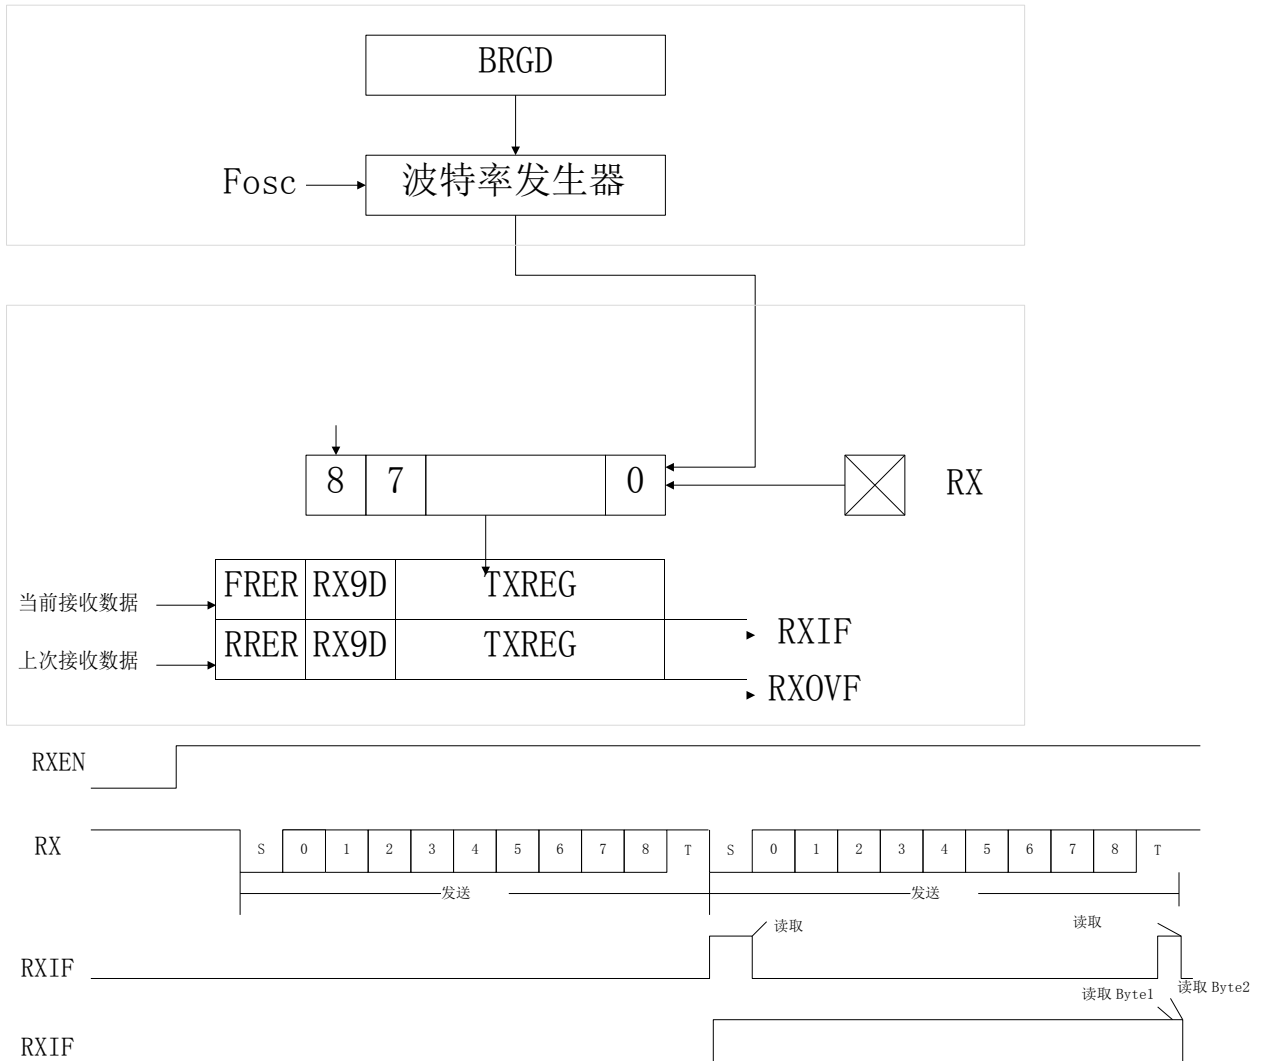 BRGD
Fosc 波特率发生器
8 7 0 RX
FRER RX9D TXREG
当前接收数据
RXIF
RRER RX9D TXREG
上次接收数据
RXOVF
RXEN
RX S 0 1 2 3 4 5 6 7 8 T S 0 1 2 3 4 5 6 7 8 T
发送 发送
读取 读取
RXIF
读取 Byte1 读取 Byte2
RXIF